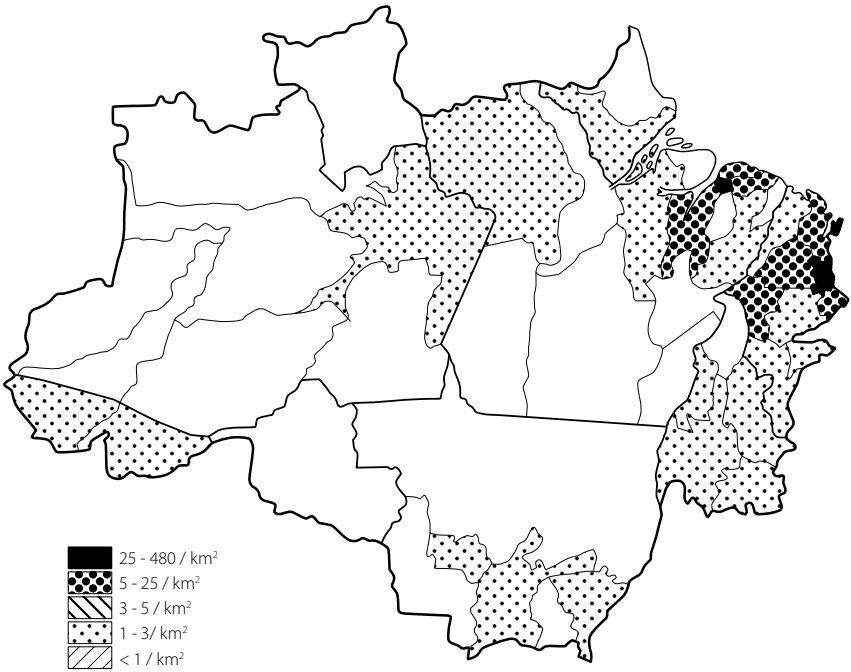 25 - 480 / km²
5 - 25 / km²
3 - 5 / km²
1 - 3/ km²
< 1 / km²